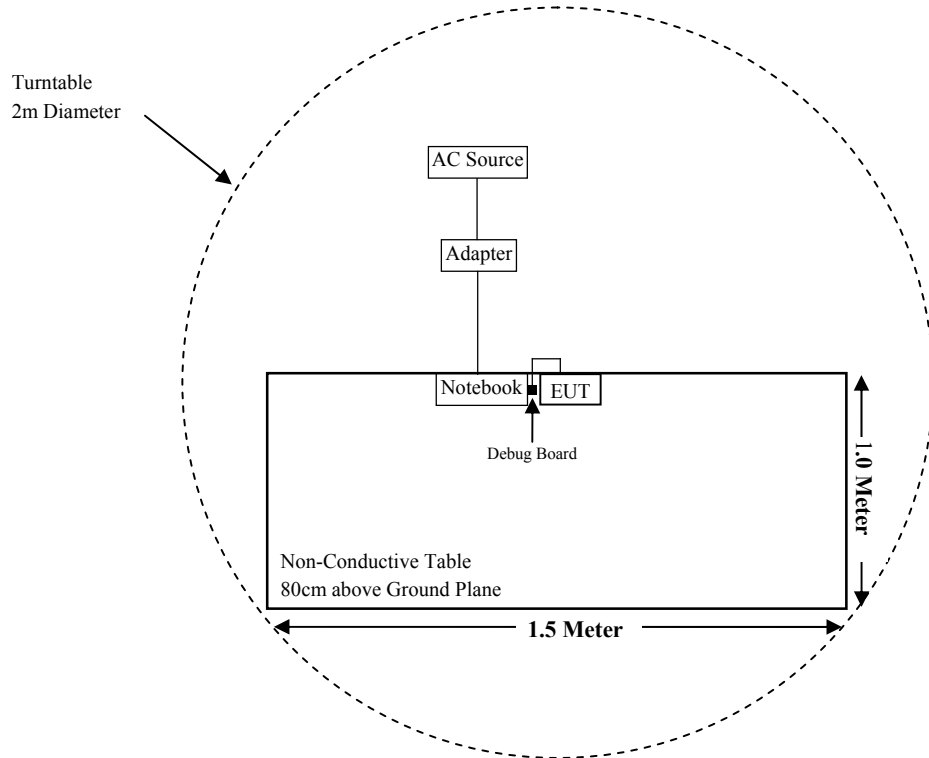 Turntable
2m Diameter
AC Source
Adapter
Notebook
EUT
Debug Board
1.0 Meter
Non-Conductive Table
80cm above Ground Plane
1.5 Meter